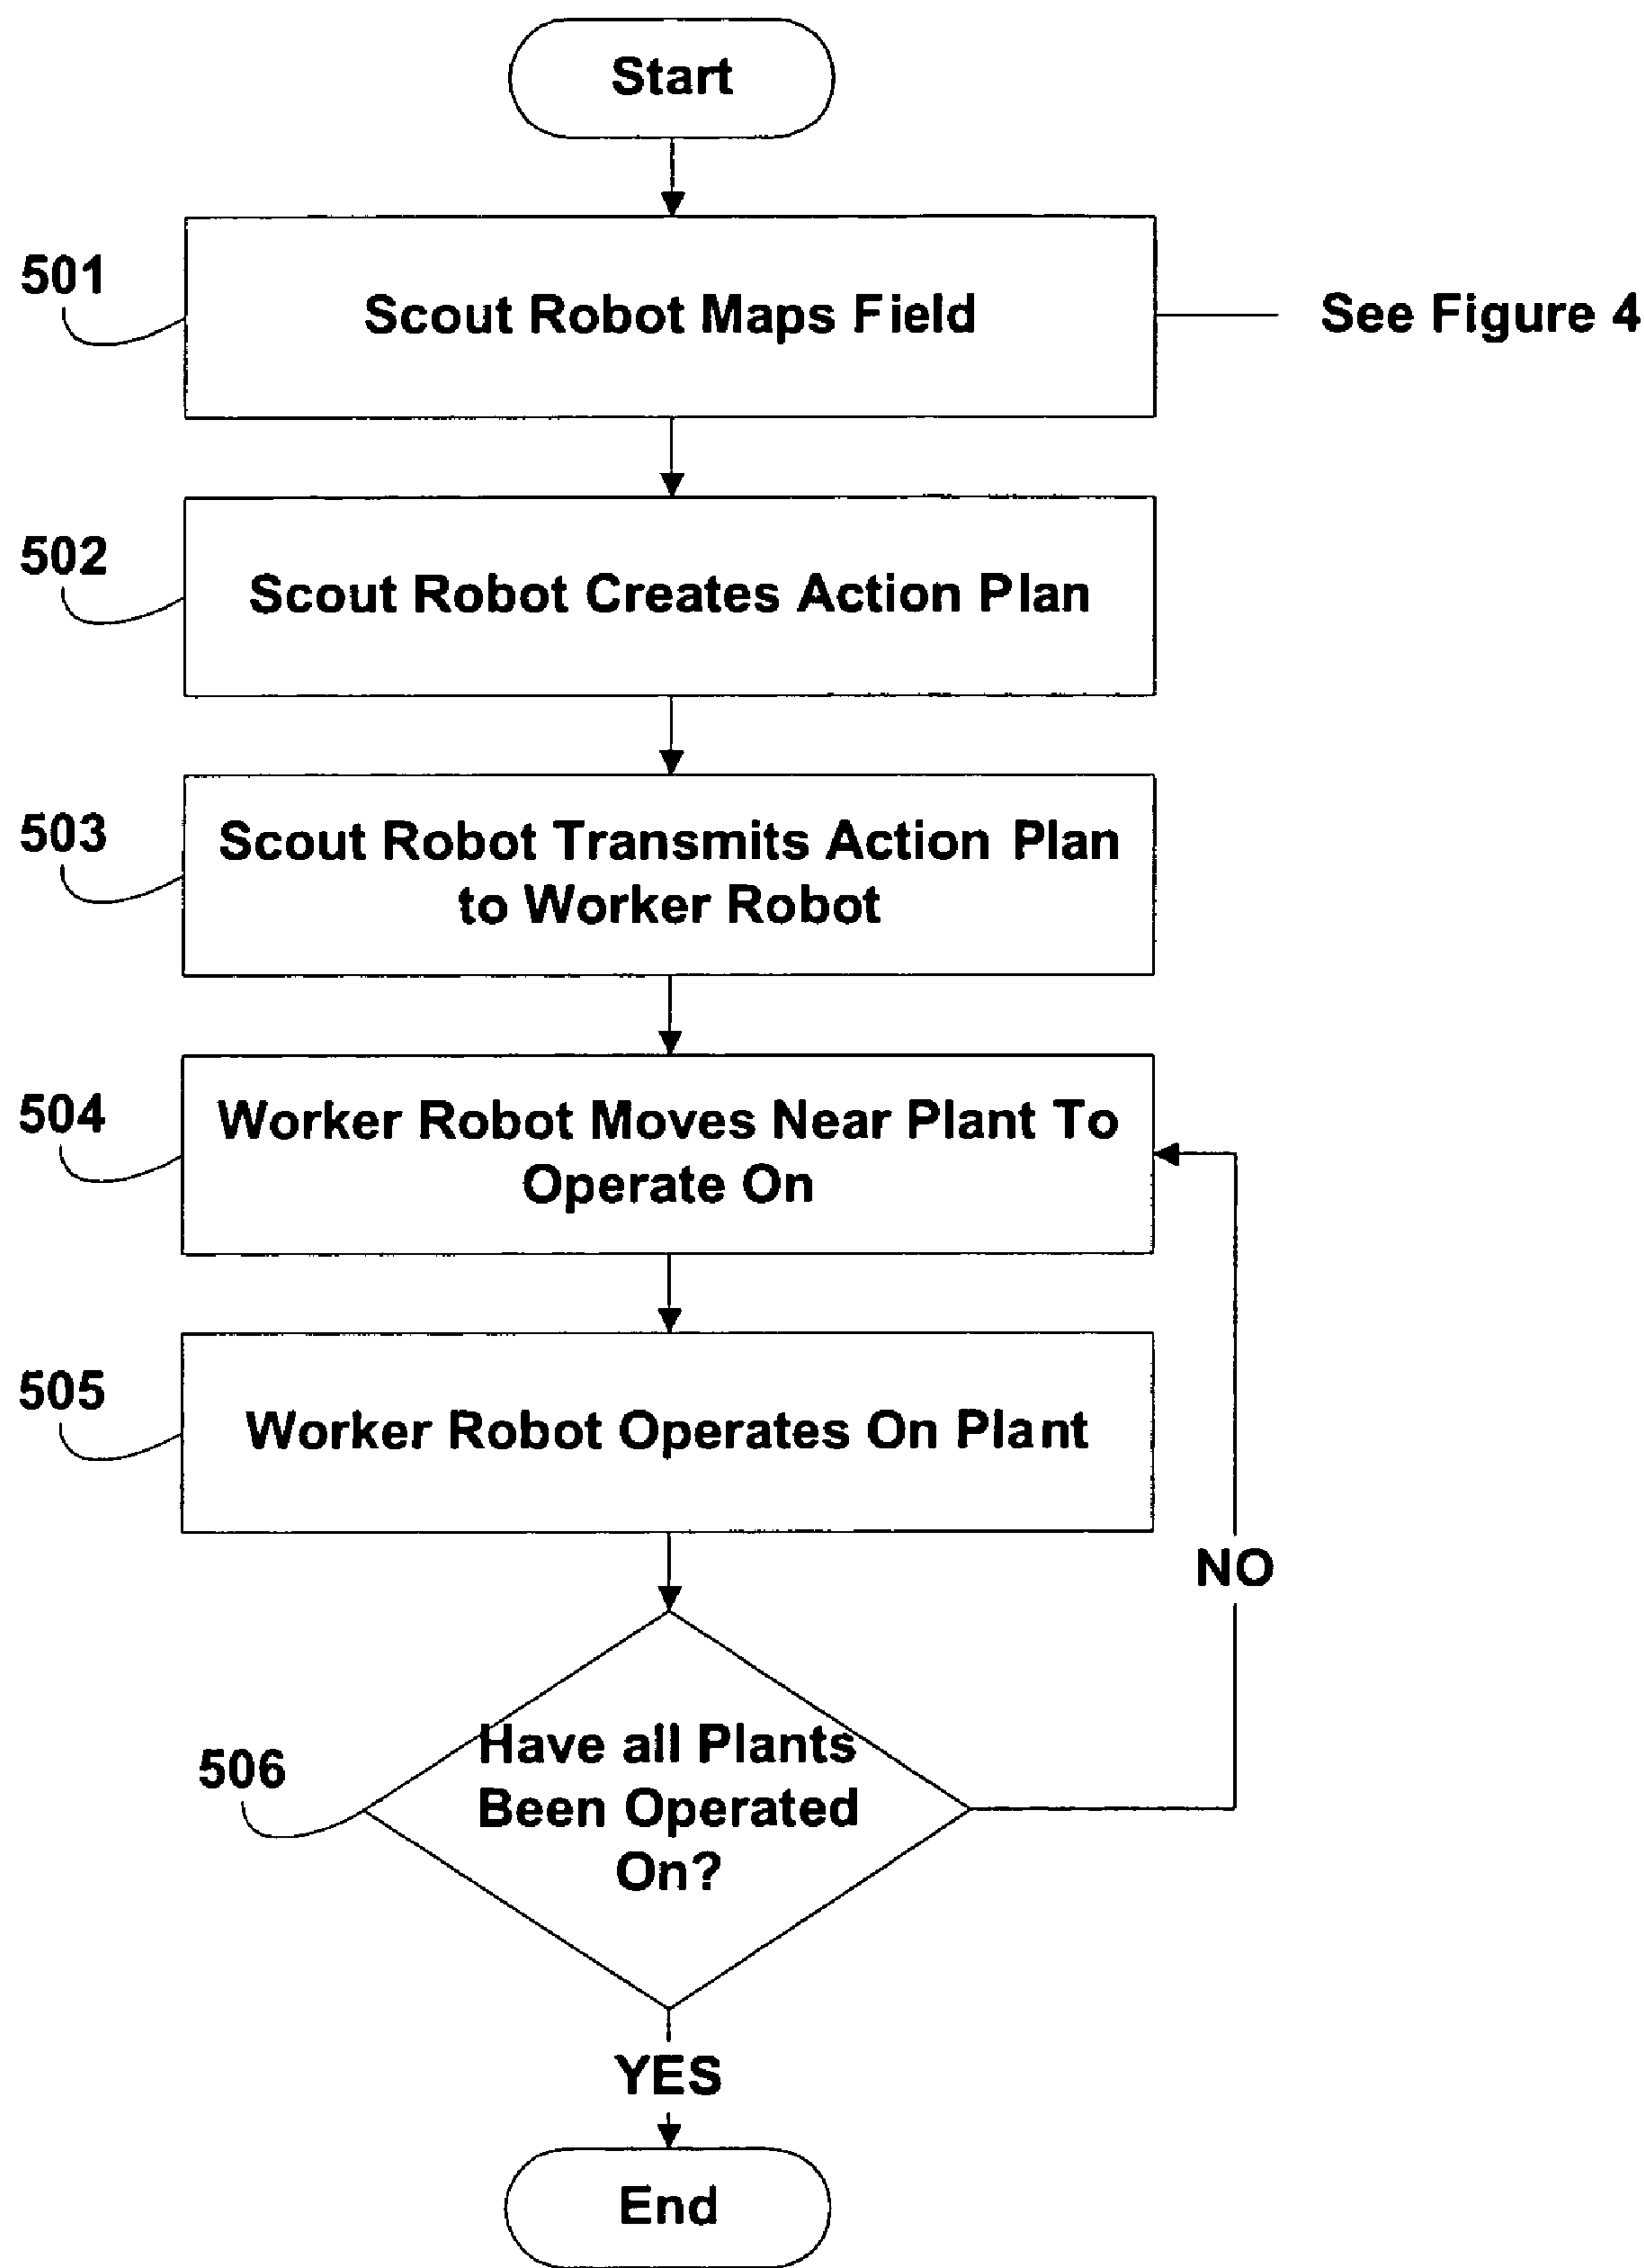 Start
501
Scout Robot Maps Field
See Figure 4
502
Scout Robot Creates Action Plan
503
Scout Robot Transmits Action Plan
to Worker Robot
504
Worker Robot Moves Near Plant To
Operate On
505
Worker Robot Operates On Plant
NO
506
Have all Plants
Been Operated
On?
YES
End